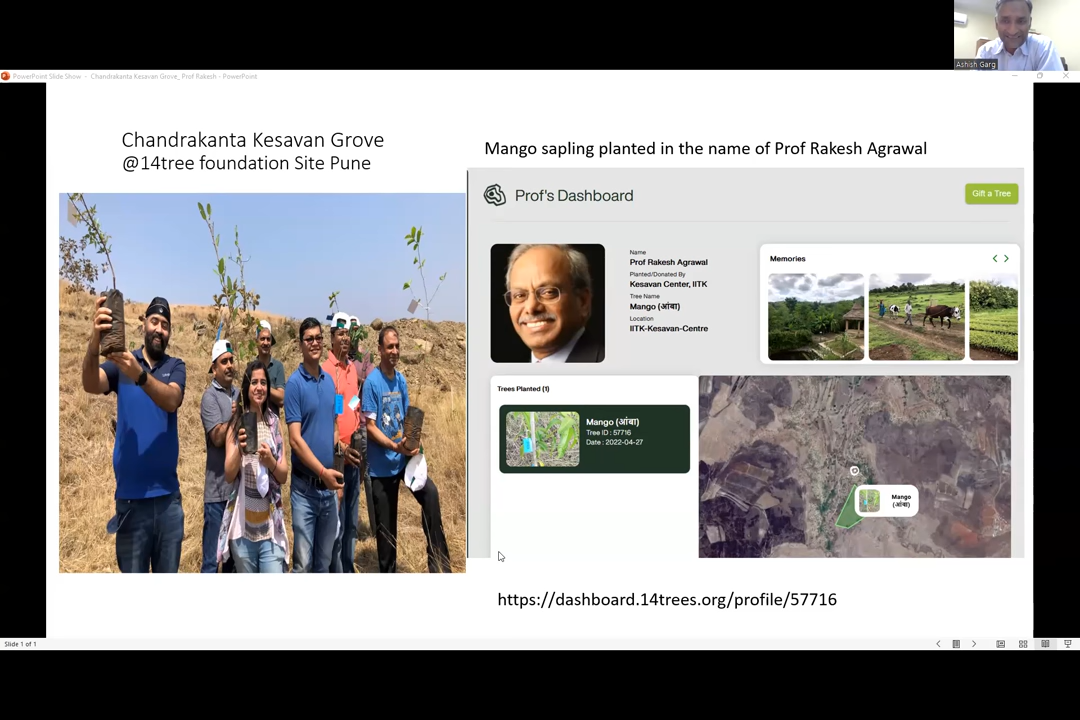 Ashish Garg
PowerPoint Slide Show - Chandrakanta Kesavan Grove_ Prof Rakesh - PowerPoint
Chandrakanta Kesavan Grove
@14tree foundation Site Pune
Mango sapling planted in the name of Prof Rakesh Agrawal
Prof's Dashboard
Gift a Tree
Name
Prof Rakesh Agrawal
Planted/Donated By
Kesavan Center, IITK
Tree Name
Mango (आंबा)
Location
IITK-Kesavan-Centre
Memories
Trees Planted (1)
Mango (आंबा)
Tree ID : 57716
Date : 2022-04-27
Mango
(आंबा)
https://dashboard.14trees.org/profile/57716
Slide 1 of 1